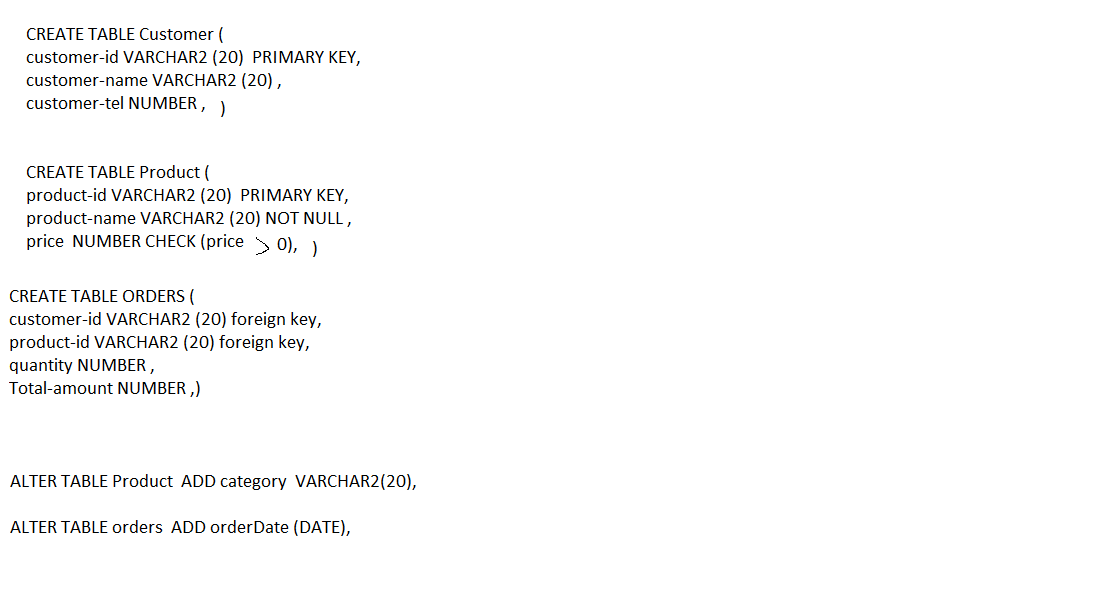 CREATE TABLE Customer (
customer-id VARCHAR2 (20)  PRIMARY KEY,
customer-name VARCHAR2 (20) ,
customer-tel NUMBER ,  )
CREATE TABLE Product (
product-id VARCHAR2 (20)  PRIMARY KEY,
product-name VARCHAR2 (20) NOT NULL ,
price  NUMBER CHECK (price > 0),  )
CREATE TABLE ORDERS (
customer-id VARCHAR2 (20) foreign key,
product-id VARCHAR2 (20) foreign key,
quantity NUMBER ,
Total-amount NUMBER ,)
ALTER TABLE Product  ADD category  VARCHAR2(20),
ALTER TABLE orders  ADD orderDate (DATE),